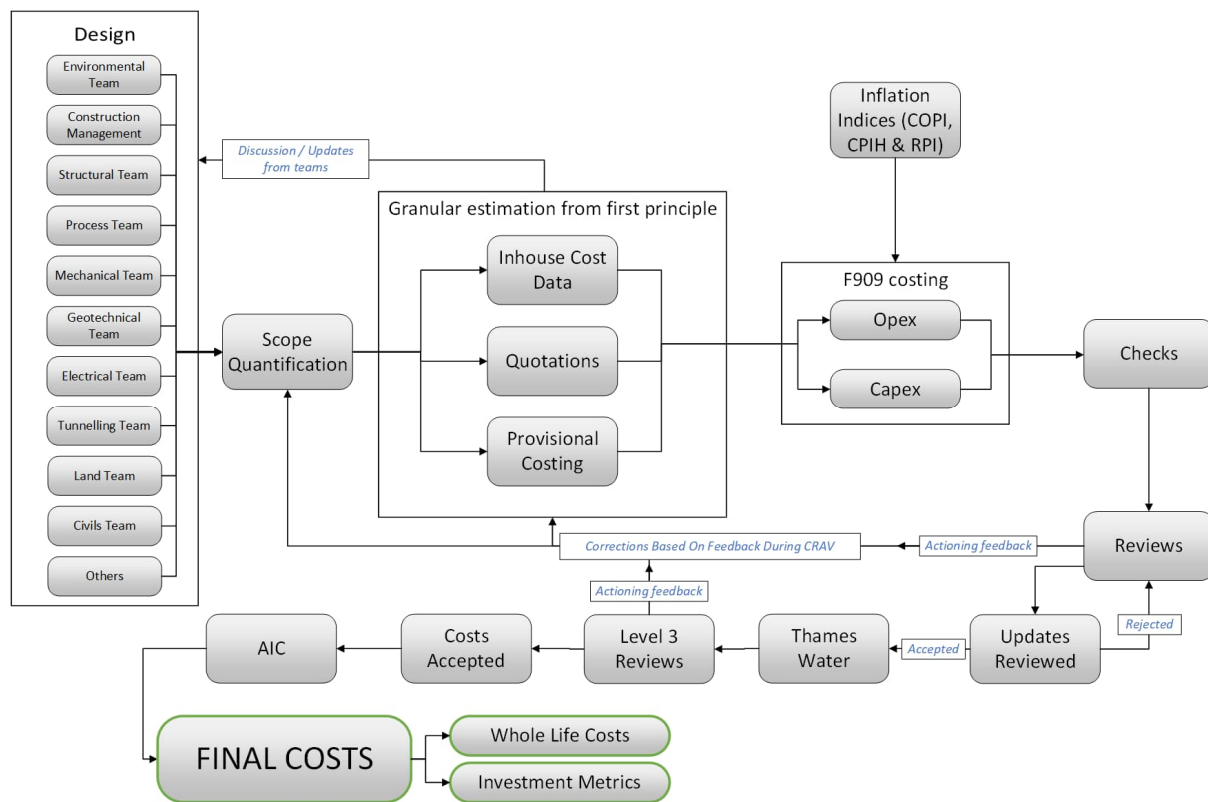 Design
Environmental
Team
Construction
Management
Structural Team
Process Team
Mechanical Team
Geotechnical
Team
Electrical Team
Tunnelling Team
Land Team
Civils Team
Others
Discussion / Updates
from teams
Scope
Quantification
Granular estimation from first principle
Inhouse Cost
Data
Quotations
Provisional
Costing
Inflation
Indices (COPI,
CPIH & RPI)
F909 costing
Opex
Capex
Checks
Reviews
Actioning feedback
Corrections Based On Feedback During CRAV
Actioning feedback
Rejected
Updates
Reviewed
Accepted
Thames
Water
Level 3
Reviews
Costs
Accepted
AIC
FINAL COSTS
Whole Life Costs
Investment Metrics